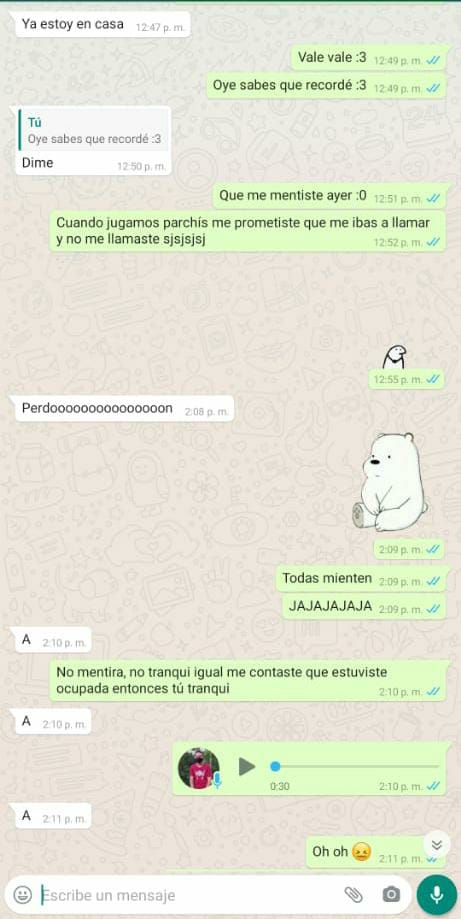 Ya estoy en casa 12:47 p. m.
Vale vale :3 12:49 p. m.
Oye sabes que recordé :3 12:49 p. m.
Tú
Oye sabes que recordé :3
Dime 12:50 p. m.
Que me mentiste ayer :0 12:51 p. m.
Cuando jugamos parchís me prometiste que me ibas a llamar
y no me llamaste sjsjsjsj 12:52 p. m.
12:55 p. m.
Perdooooooooooooooon 2:08 p. m.
2:09 p. m.
Todas mienten 2:09 p. m.
JAJAJAJAJA 2:09 p. m.
A 2:10 p. m.
No mentira, no tranqui igual me contaste que estuviste
ocupada entonces tú tranqui 2:10 p. m.
A 2:10 p. m.
0:30 2:10 p. m.
A 2:11 p. m.
Oh oh 😖 2:11 p. m.
Escribe un mensaje